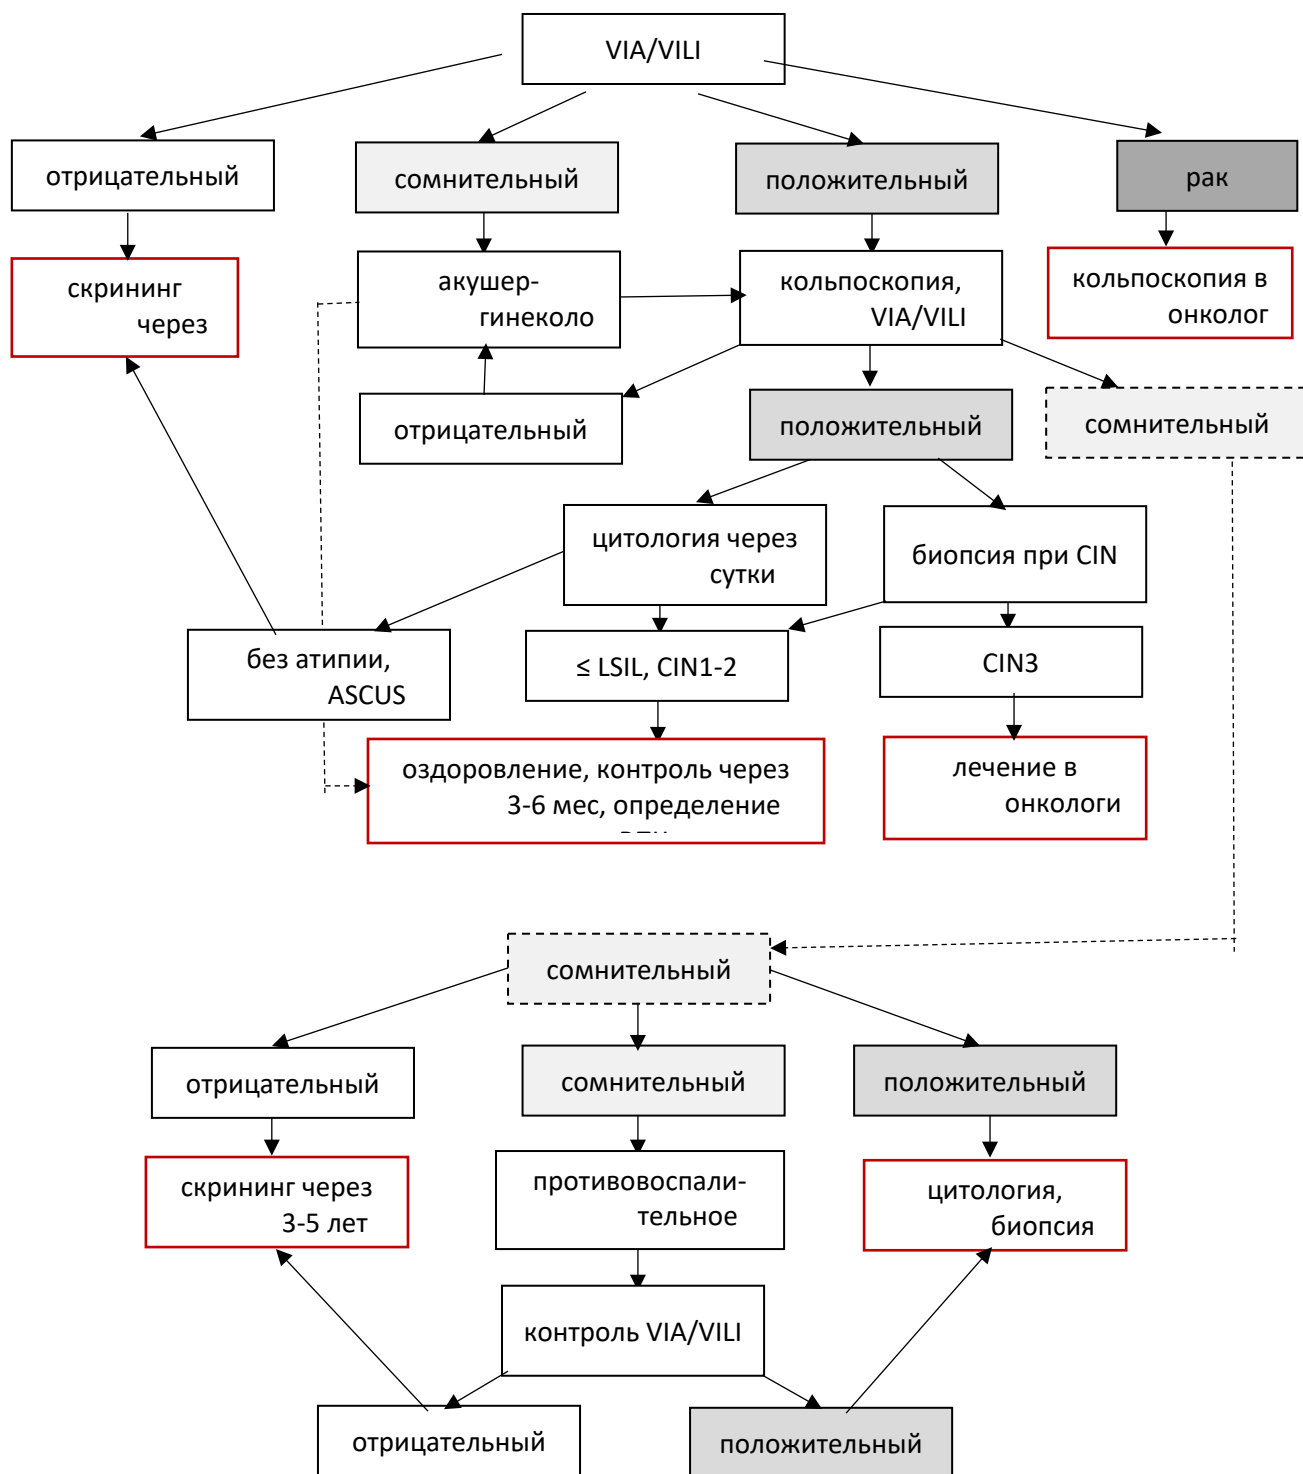 VIA/VILI
отрицательный
сомнительный
положительный
рак
скрининг
через
акушер-
гинеколо
кольпоскопия,
VIA/VILI
кольпоскопия в
онколог
отрицательный
положительный
сомнительный
цитология через
сутки
биопсия при CIN
без атипии,
ASCUS
≤ LSIL, CIN1-2
CIN3
оздоровление, контроль через
3-6 мес, определение
лечение в
онкологи
сомнительный
отрицательный
сомнительный
положительный
скрининг через
3-5 лет
противовоспали-
тельное
цитология,
биопсия
контроль VIA/VILI
отрицательный
положительный